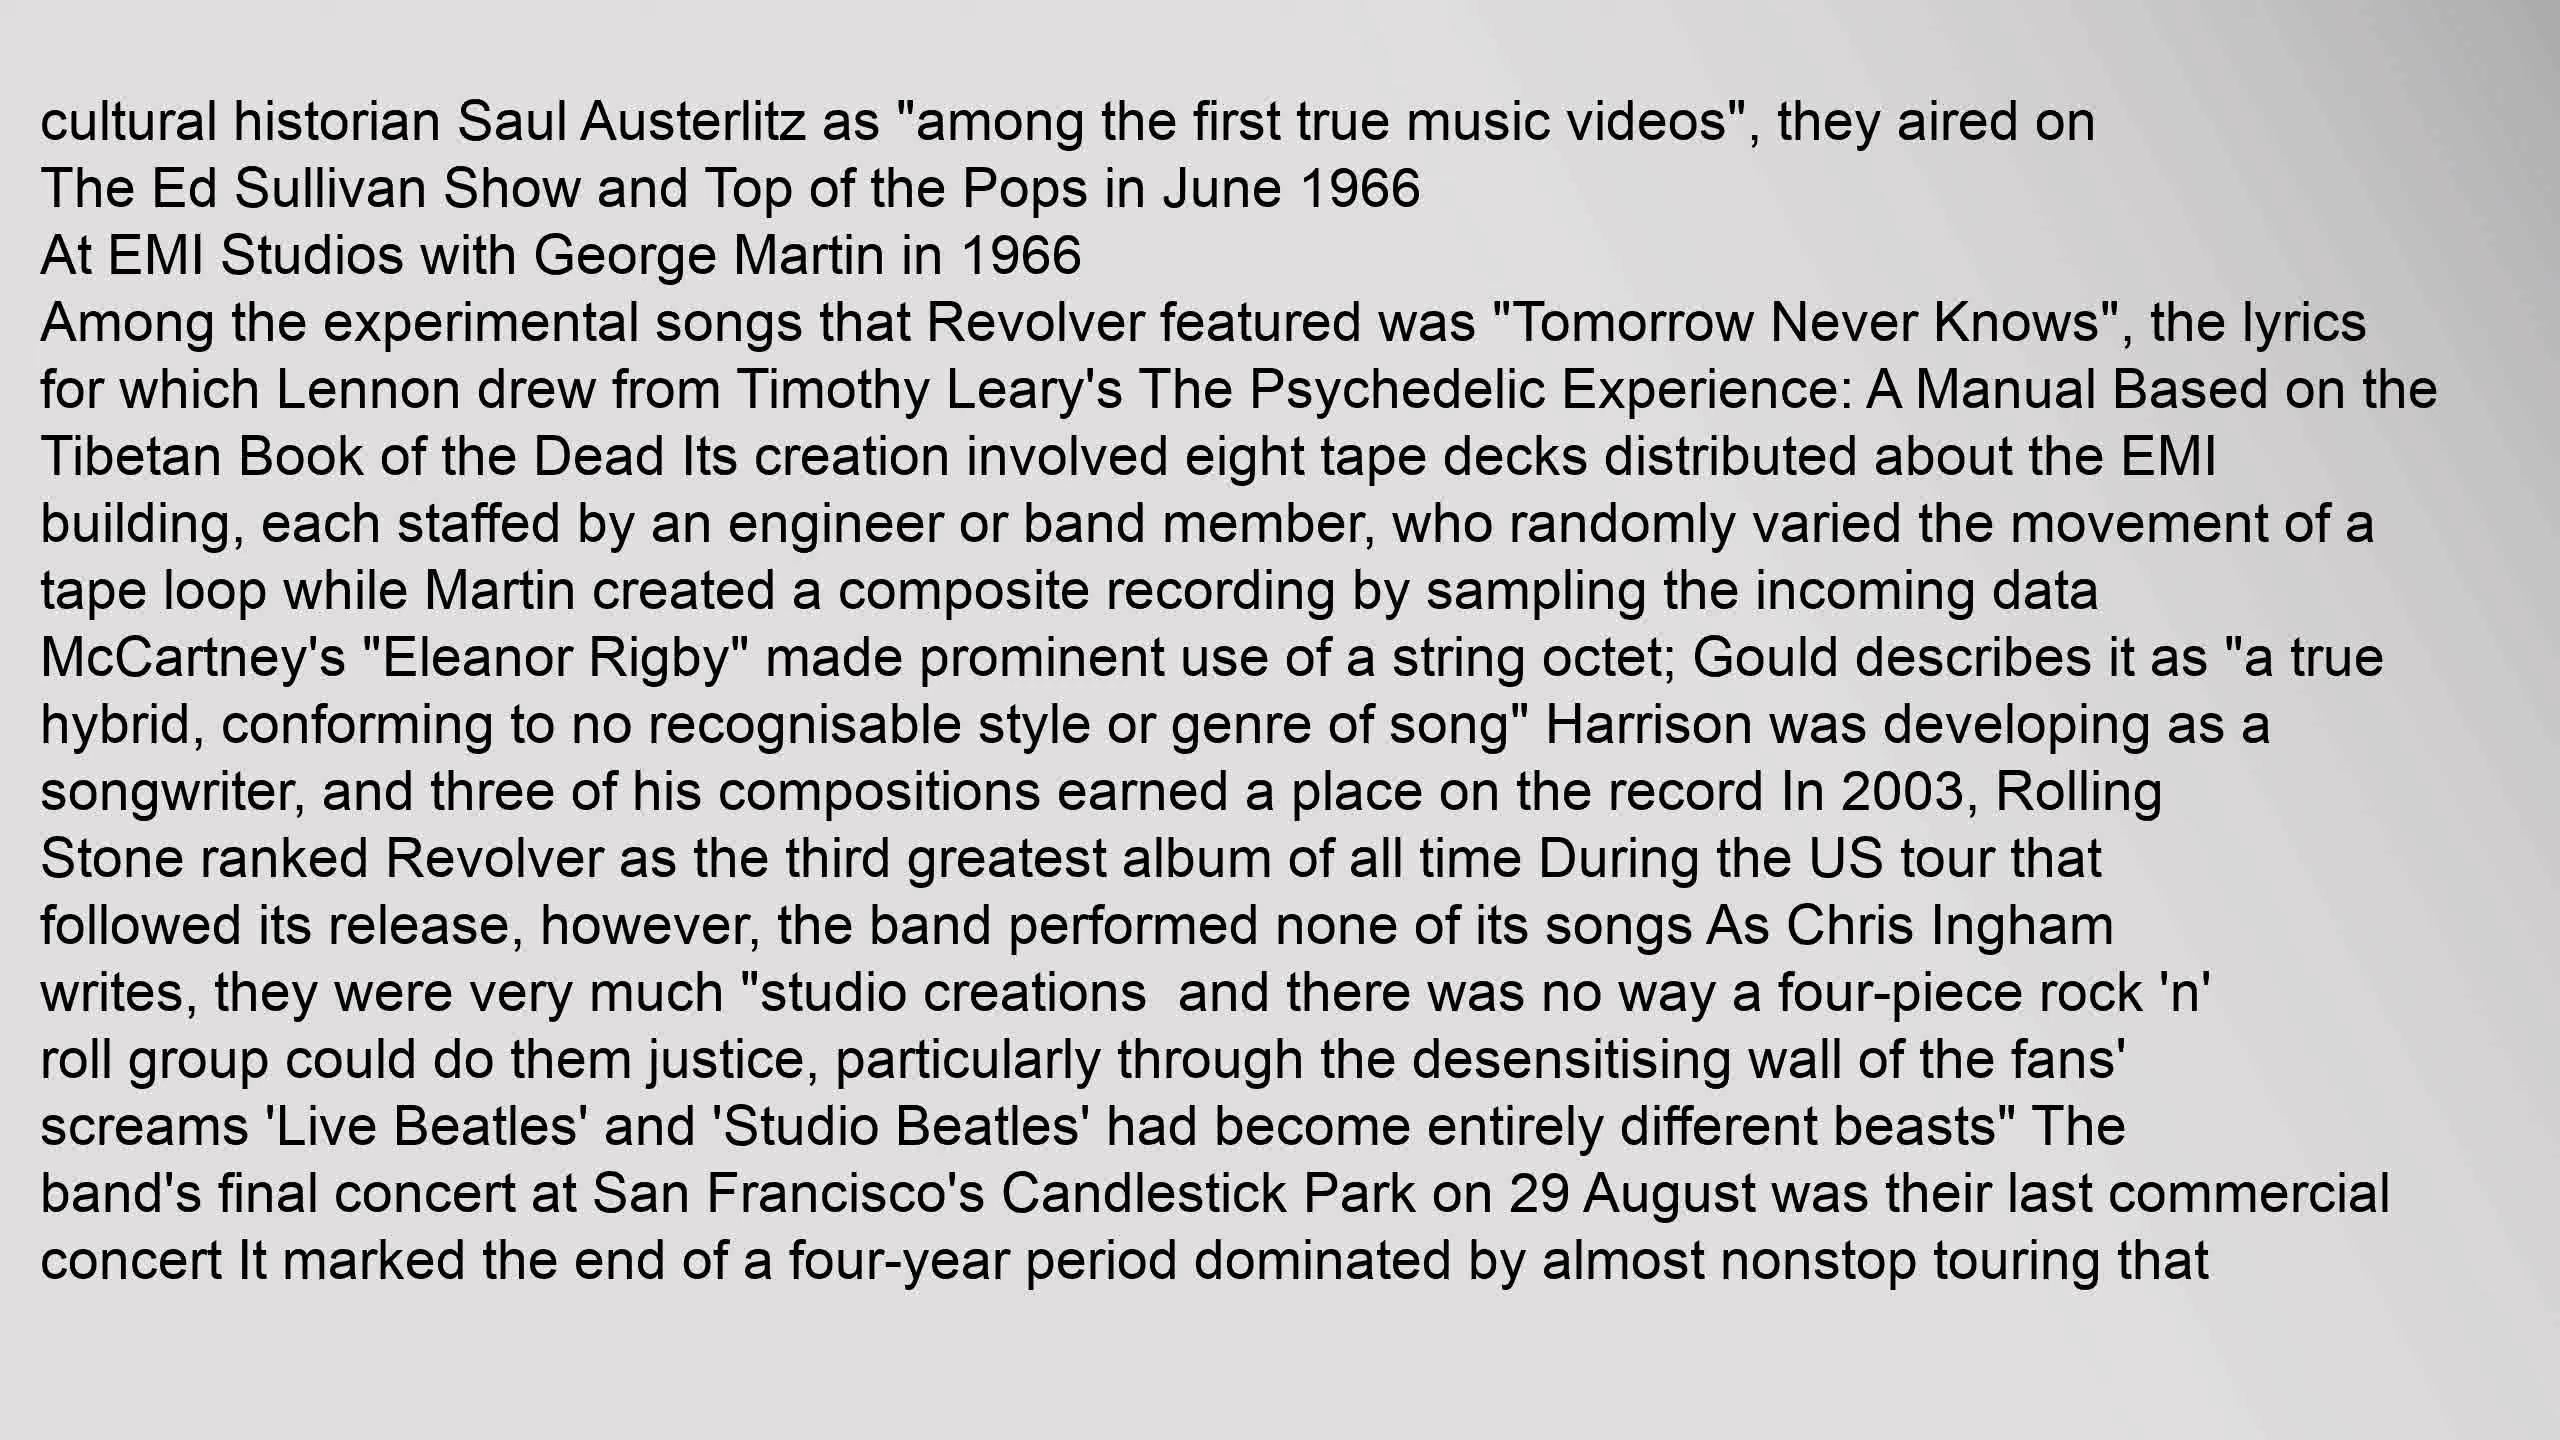 cultural historian Saul Austerlitz as "among the first true music videos", they aired on
The Ed Sullivan Show and Top of the Pops in June 1966
At EMI Studios with George Martin in 1966
Among the experimental songs that Revolver featured was "Tomorrow Never Knows", the lyrics
for which Lennon drew from Timothy Leary's The Psychedelic Experience: A Manual Based on the
Tibetan Book of the Dead Its creation involved eight tape decks distributed about the EMI
building, each staffed by an engineer or band member, who randomly varied the movement of a
tape loop while Martin created a composite recording by sampling the incoming data
McCartney's "Eleanor Rigby" made prominent use of a string octet; Gould describes it as "a true
hybrid, conforming to no recognisable style or genre of song" Harrison was developing as a
songwriter, and three of his compositions earned a place on the record In 2003, Rolling
Stone ranked Revolver as the third greatest album of all time During the US tour that
followed its release, however, the band performed none of its songs As Chris Ingham
writes, they were very much "studio creations  and there was no way a four-piece rock 'n'
roll group could do them justice, particularly through the desensitising wall of the fans'
screams 'Live Beatles' and 'Studio Beatles' had become entirely different beasts" The
band's final concert at San Francisco's Candlestick Park on 29 August was their last commercial
concert It marked the end of a four-year period dominated by almost nonstop touring that